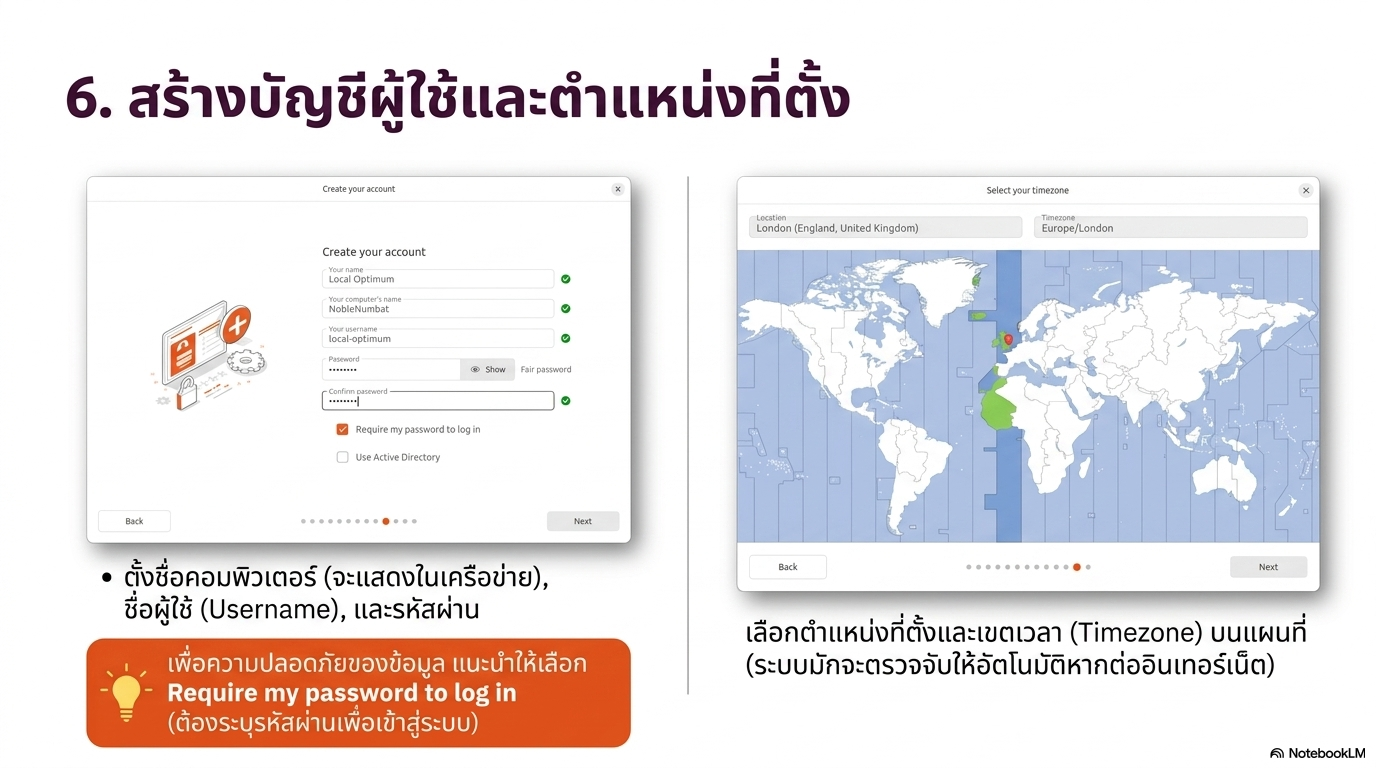 6. สร้างบัญชีผู้ใช้และตำแหน่งที่ตั้ง
Create your account
Create your account
Your name
Local Optimum
Your computer's name
NobleNumbat
Your username
local-optimum
Password
••••••••
Show
Fair password
Confirm password
••••••••
Require my password to log in
Use Active Directory
Back
Next
• ตั้งชื่อคอมพิวเตอร์ (จะแสดงในเครือข่าย),
ชื่อผู้ใช้ (Username), และรหัสผ่าน
เพื่อความปลอดภัยของข้อมูล แนะนำให้เลือก
Require my password to log in
(ต้องระบุรหัสผ่านเพื่อเข้าสู่ระบบ)
Select your timezone
Location
London (England, United Kingdom)
Timezone
Europe/London
Back
Next
เลือกตำแหน่งที่ตั้งและเขตเวลา (Timezone) บนแผนที่
(ระบบมักจะตรวจจับให้อัตโนมัติหากต่ออินเทอร์เน็ต)
NotebookLM